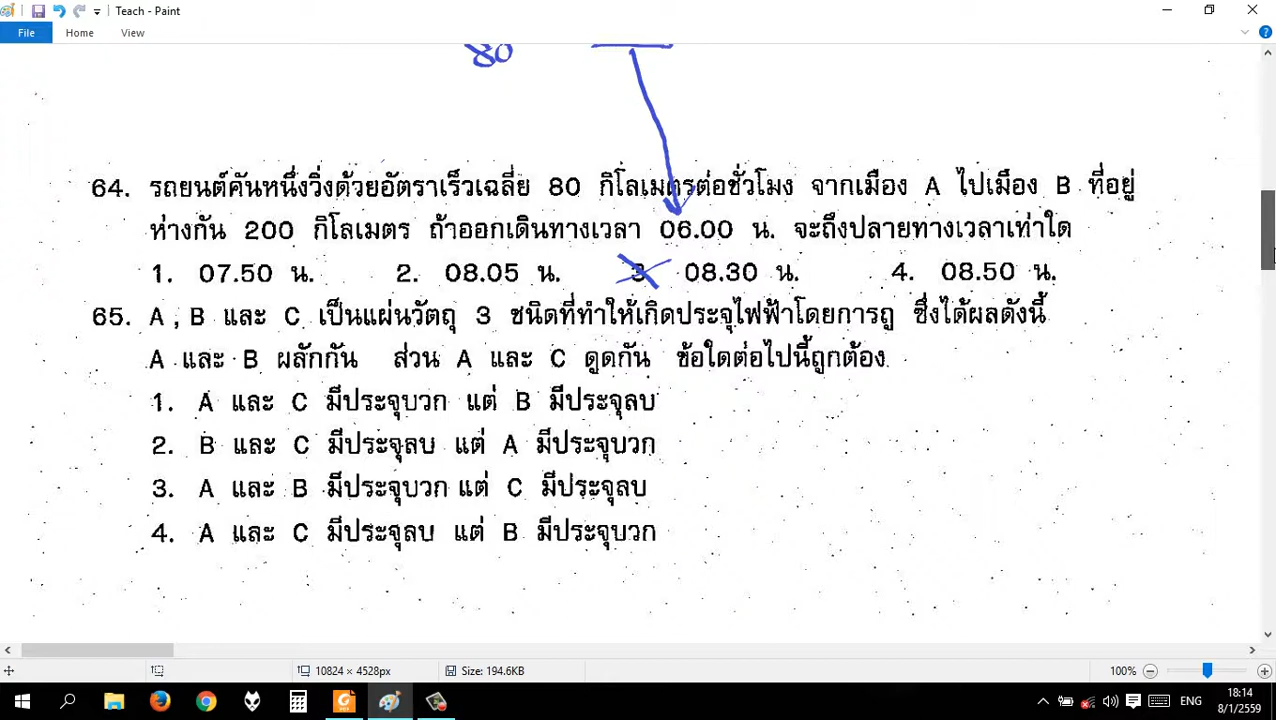 Teach - Paint
File Home View
80
64. รถยนต์คันหนึ่งวิ่งด้วยอัตราเร็วเฉลี่ย 80 กิโลเมตรต่อชั่วโมง จากเมือง A ไปเมือง B ที่อยู่
ห่างกัน 200 กิโลเมตร ถ้าออกเดินทางเวลา 06.00 น. จะถึงปลายทางเวลาเท่าใด
1. 07.50 น. 2. 08.05 น. 3 08.30 น. 4. 08.50 น.
65. A , B และ C เป็นแผ่นวัตถุ 3 ชนิดที่ทำให้เกิดประจุไฟฟ้าโดยการถู ซึ่งได้ผลดังนี้
A และ B ผลักกัน ส่วน A และ C ดูดกัน ข้อใดต่อไปนี้ถูกต้อง
1. A และ C มีประจุบวก แต่ B มีประจุลบ
2. B และ C มีประจุลบ แต่ A มีประจุบวก
3. A และ B มีประจุบวก แต่ C มีประจุลบ
4. A และ C มีประจุลบ แต่ B มีประจุบวก
10824 × 4528px Size: 194.6KB 100%
ENG 18:14
8/1/2559